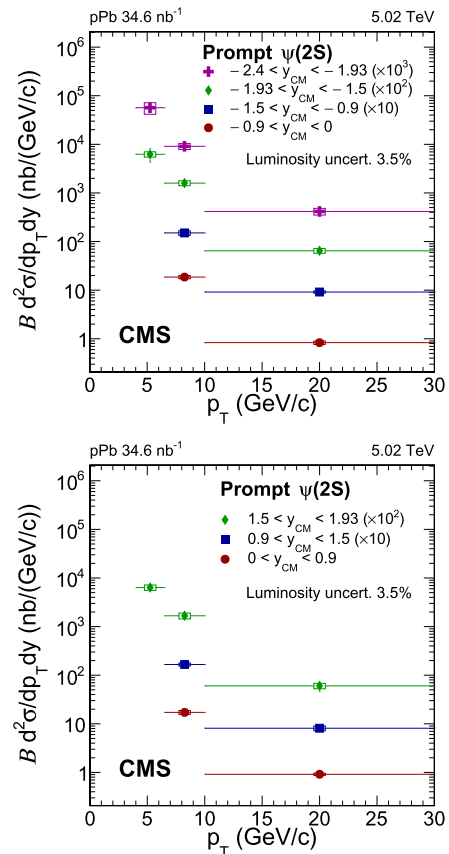 pPb 34.6 nb⁻¹ 5.02 TeV
Prompt ψ(2S)
− 2.4 < y_CM < − 1.93 (×10³)
− 1.93 < y_CM < − 1.5 (×10²)
− 1.5 < y_CM < − 0.9 (×10)
− 0.9 < y_CM < 0
Luminosity uncert. 3.5%
B d²σ/dp_T dy (nb/(GeV/c))
10⁶
10⁵
10⁴
10³
10²
10
1
CMS
0 5 10 15 20 25 30
p_T (GeV/c)
pPb 34.6 nb⁻¹ 5.02 TeV
Prompt ψ(2S)
1.5 < y_CM < 1.93 (×10²)
0.9 < y_CM < 1.5 (×10)
0 < y_CM < 0.9
Luminosity uncert. 3.5%
B d²σ/dp_T dy (nb/(GeV/c))
10⁶
10⁵
10⁴
10³
10²
10
1
CMS
0 5 10 15 20 25 30
p_T (GeV/c)